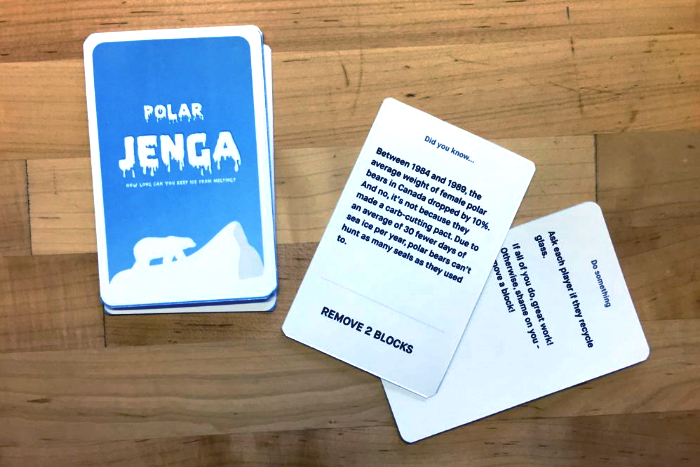 POLAR
JENGA
HOW LONG CAN YOU KEEP US FROM MELTING?
Did you know...
Between 1984 and 1989, the
average weight of female polar
bears in Canada dropped by 10%.
And no, it's not because they
made a carb-cutting pact. Due to
an average of 30 fewer days of
sea ice per year, polar bears can't
hunt as many seals as they used
to.
REMOVE 2 BLOCKS
Do something
Ask each player if they recycle
glass.
If all of you do, great work!
Otherwise, shame on you -
move a block!